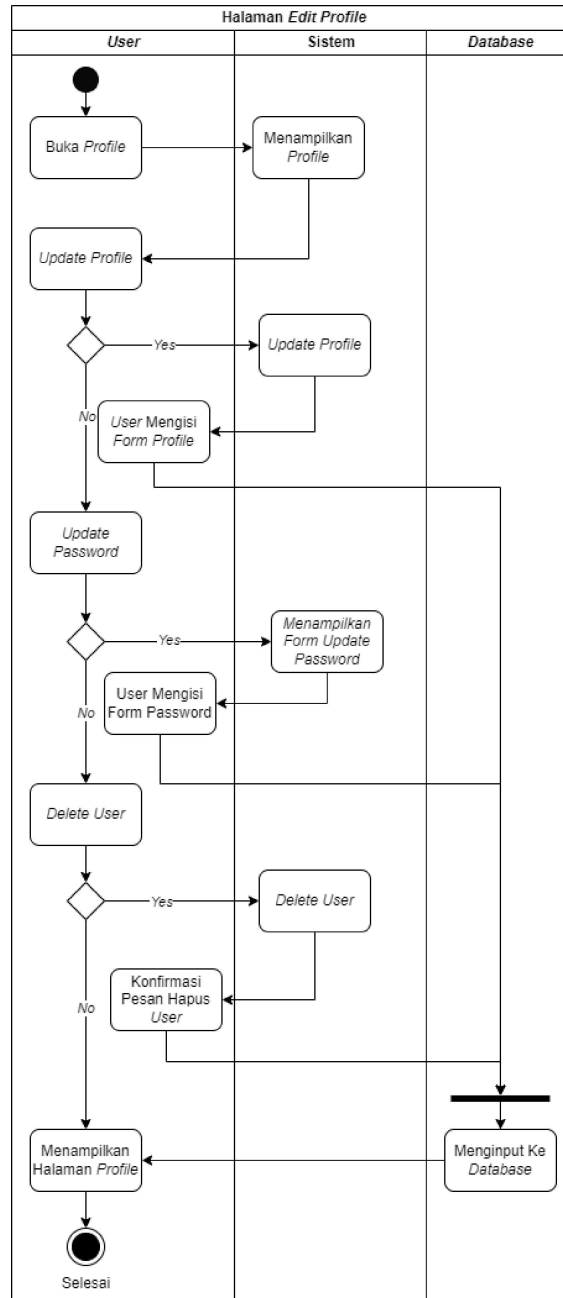 Halaman Edit Profile
User
Sistem
Database
Buka Profile
Menampilkan
Profile
Update Profile
Yes
Update Profile
No
User Mengisi
Form Profile
Update
Password
Yes
Menampilkan
Form Update
Password
No
User Mengisi
Form Password
Delete User
Yes
Delete User
No
Konfirmasi
Pesan Hapus
User
Menampilkan
Halaman Profile
Menginput Ke
Database
Selesai